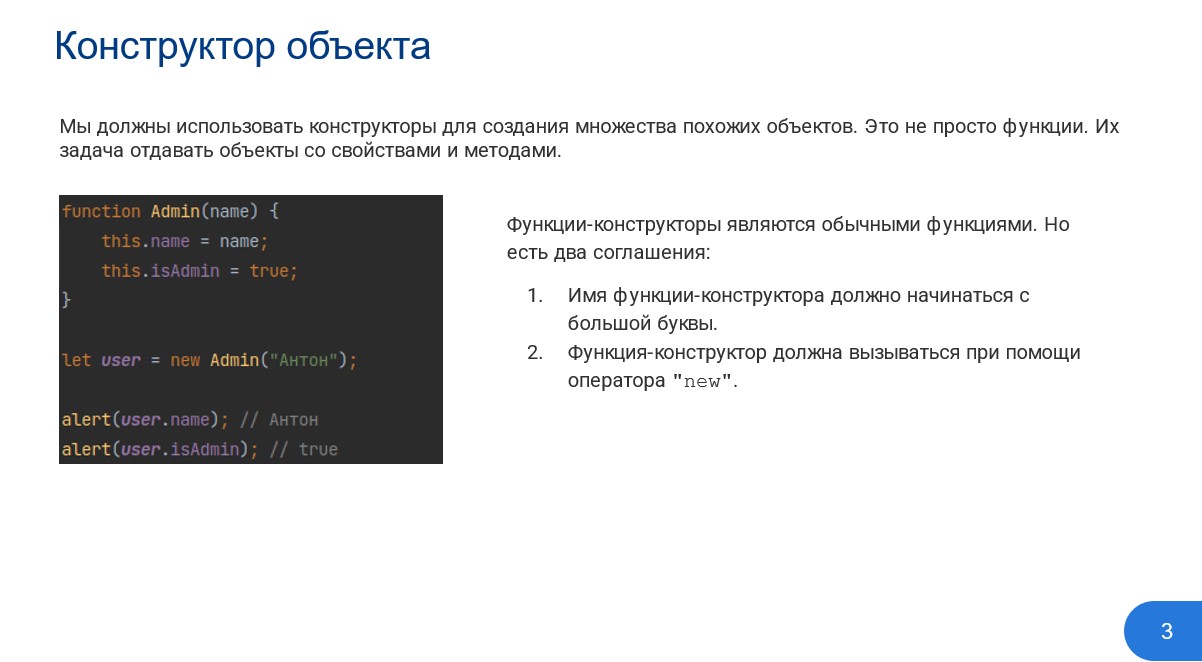 Конструктор объекта
Мы должны использовать конструкторы для создания множества похожих объектов. Это не просто функции. Их
задача отдавать объекты со свойствами и методами.
function Admin(name) {
    this.name = name;
    this.isAdmin = true;
}
let user = new Admin("Антон");
alert(user.name); // Антон
alert(user.isAdmin); // true
Функции-конструкторы являются обычными функциями. Но
есть два соглашения:
1. Имя функции-конструктора должно начинаться с
большой буквы.
2. Функция-конструктор должна вызываться при помощи
оператора "new".
3